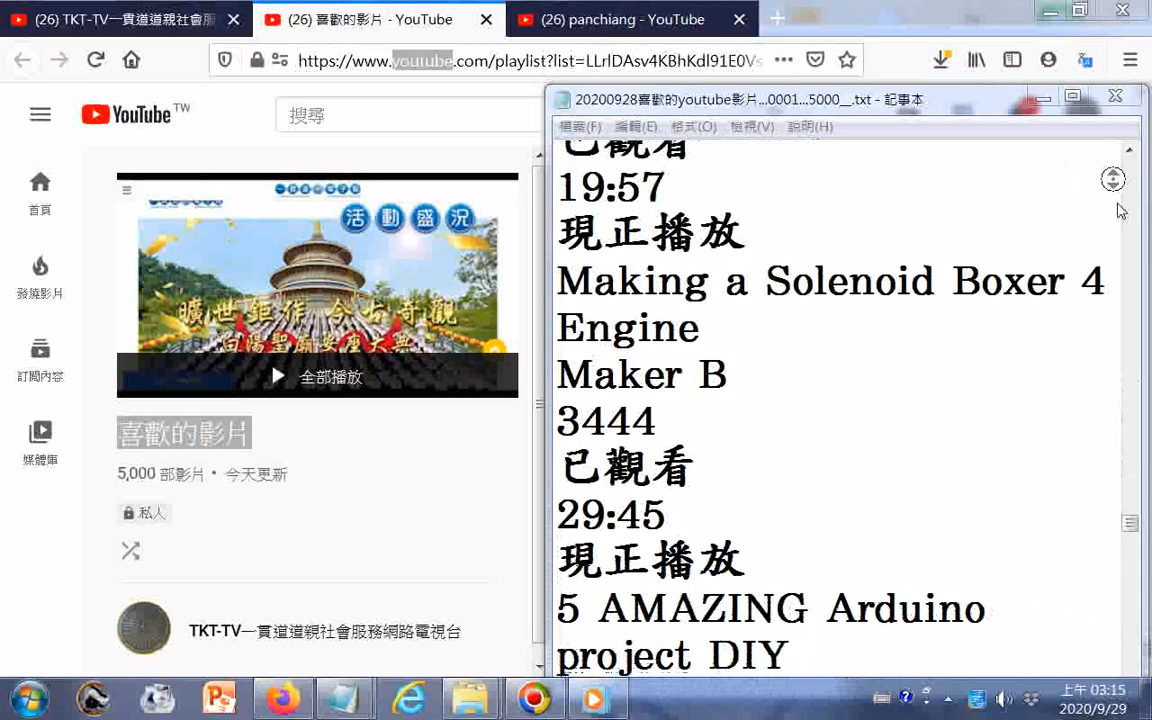 (26) TKT-TV一貫道道親社會服
(26) 喜歡的影片 - YouTube
(26) panchiang - YouTube
https://www.youtube.com/playlist?list=LLrlDAsv4KBhKdl91E0Vs
YouTube TW
搜尋
首頁
發燒影片
訂閱內容
媒體庫
活動盛況
曠世鉅作 今古奇觀
全部播放
喜歡的影片
5,000 部影片 • 今天更新
私人
TKT-TV一貫道道親社會服務網路電視台
20200928喜歡的youtube影片...0001...5000__.txt - 記事本
檔案(F) 編輯(E) 格式(O) 檢視(V) 說明(H)
已觀看
19:57
現正播放
Making a Solenoid Boxer 4
Engine
Maker B
3444
已觀看
29:45
現正播放
5 AMAZING Arduino
project DIY
上午 03:15
2020/9/29